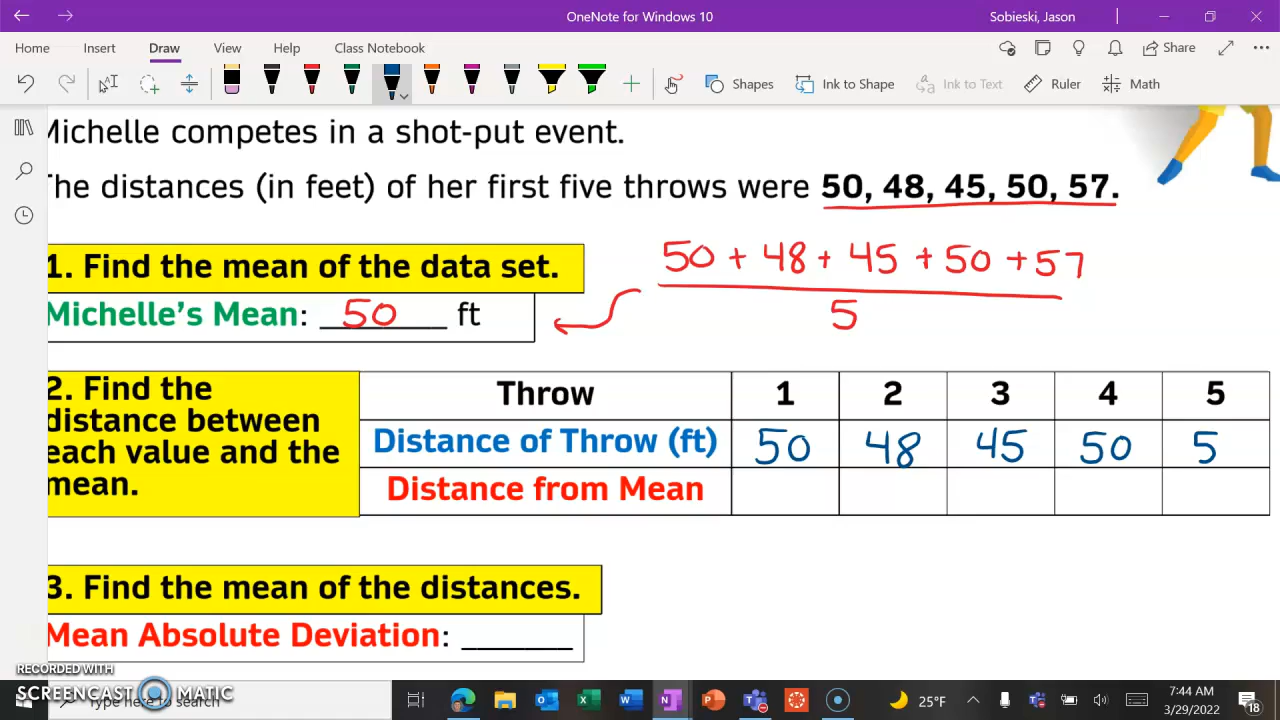 OneNote for Windows 10
Sobieski, Jason
Home Insert Draw View Help Class Notebook Share
Shapes Ink to Shape Ink to Text Ruler Math
Michelle competes in a shot-put event.
The distances (in feet) of her first five throws were 50, 48, 45, 50, 57.
1. Find the mean of the data set.
50 + 48 + 45 + 50 + 57
5
Michelle's Mean: 50 ft
2. Find the
distance between
each value and the
mean.
Throw 1 2 3 4 5
Distance of Throw (ft) 50 48 45 50 5
Distance from Mean
3. Find the mean of the distances.
Mean Absolute Deviation: ______
RECORDED WITH
SCREENCAST MATIC
Type here to search
25°F
7:44 AM
3/29/2022
18